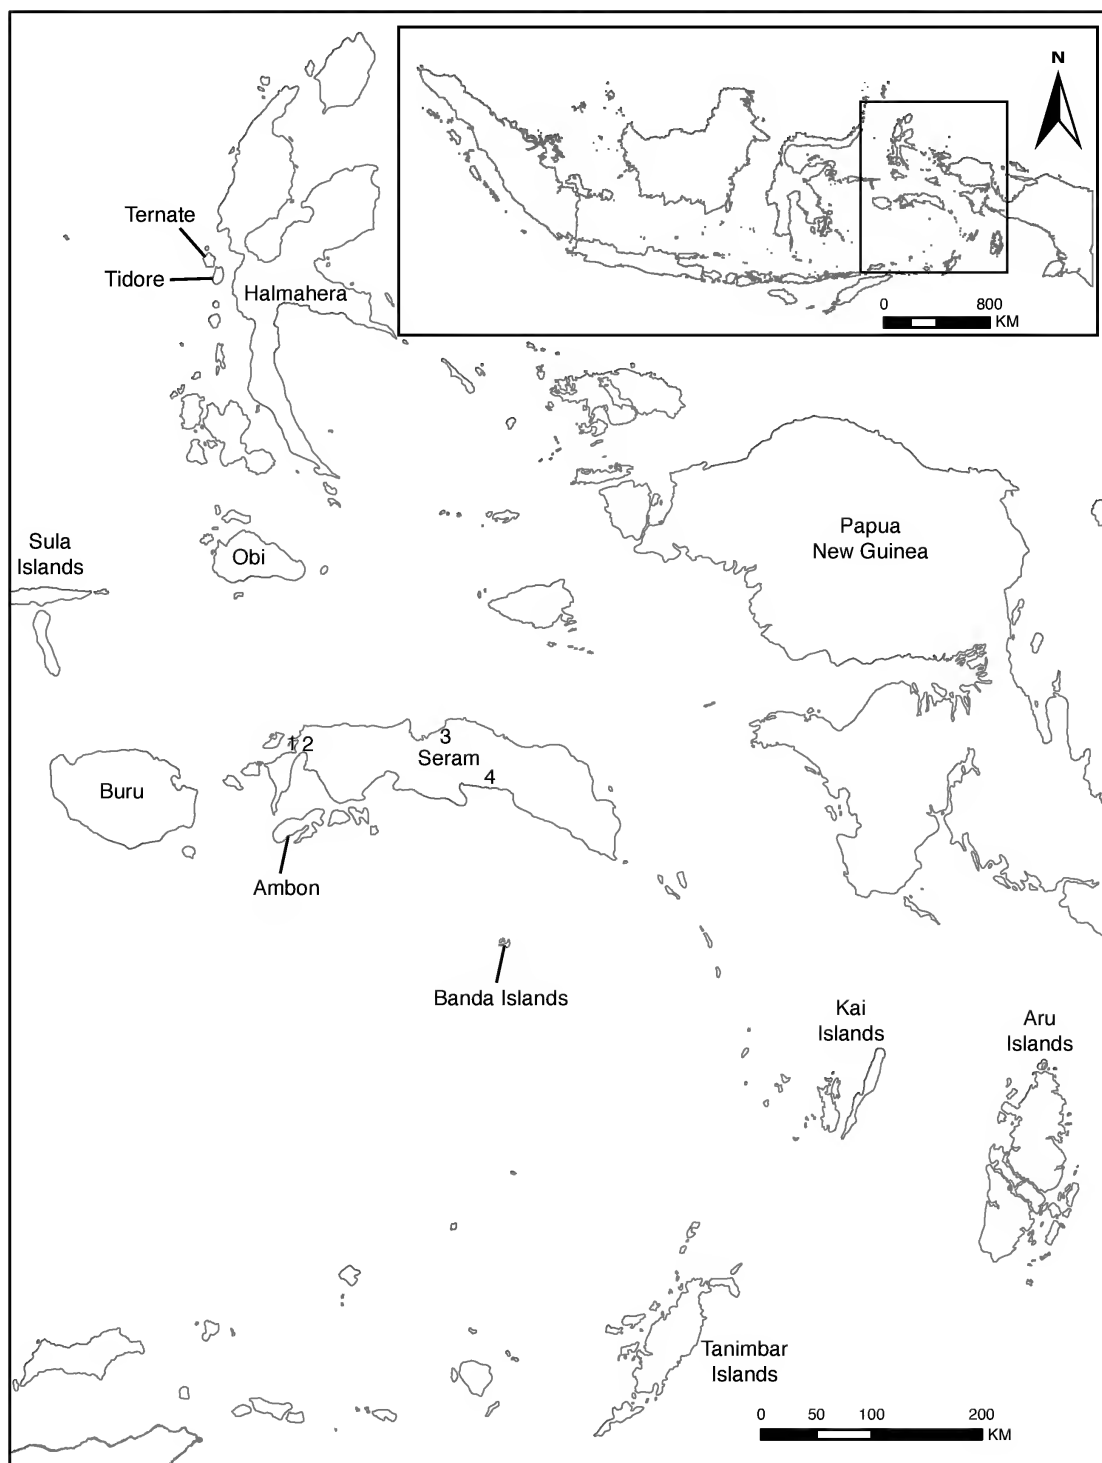 N
0 800
KM
Ternate
Tidore
Halmahera
Sula
Islands
Obi
Papua
New Guinea
1 2
3
Seram
4
Buru
Ambon
Banda Islands
Kai
Islands
Aru
Islands
Tanimbar
Islands
0 50 100 200
KM